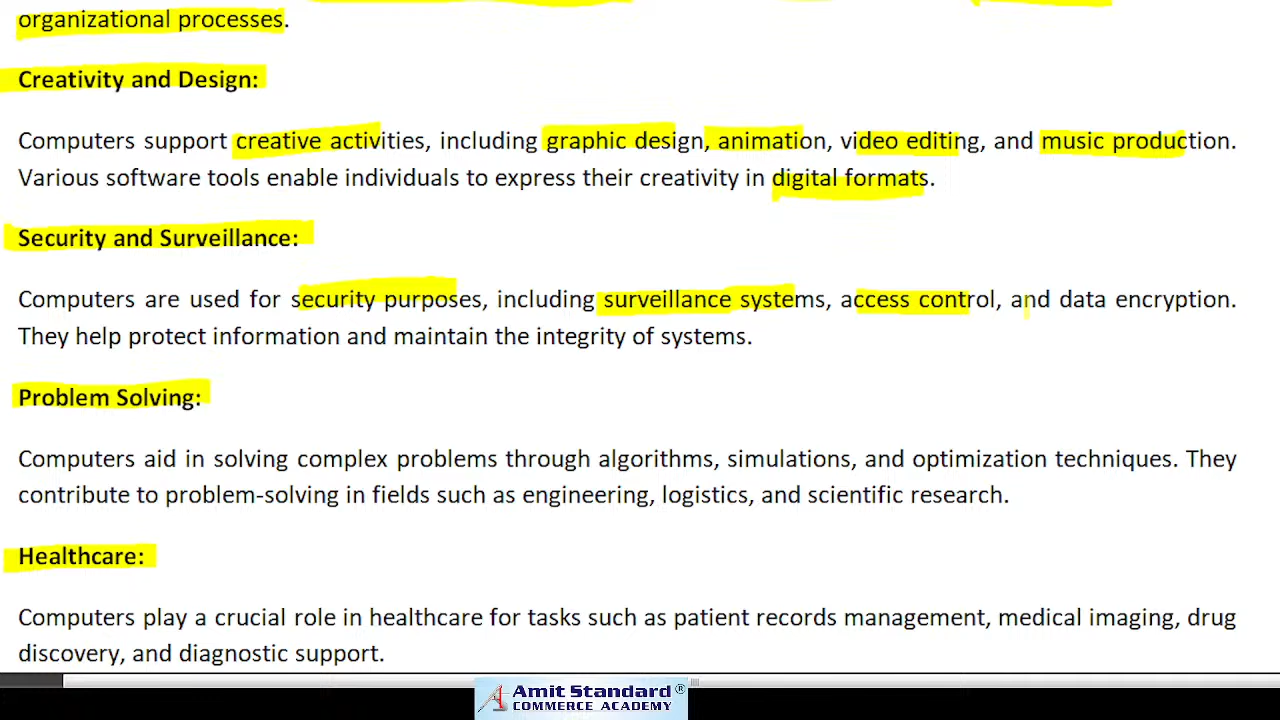 organizational processes.
Creativity and Design:
Computers support creative activities, including graphic design, animation, video editing, and music production.
Various software tools enable individuals to express their creativity in digital formats.
Security and Surveillance:
Computers are used for security purposes, including surveillance systems, access control, and data encryption.
They help protect information and maintain the integrity of systems.
Problem Solving:
Computers aid in solving complex problems through algorithms, simulations, and optimization techniques. They
contribute to problem-solving in fields such as engineering, logistics, and scientific research.
Healthcare:
Computers play a crucial role in healthcare for tasks such as patient records management, medical imaging, drug
discovery, and diagnostic support.
Amit Standard®
COMMERCE ACADEMY